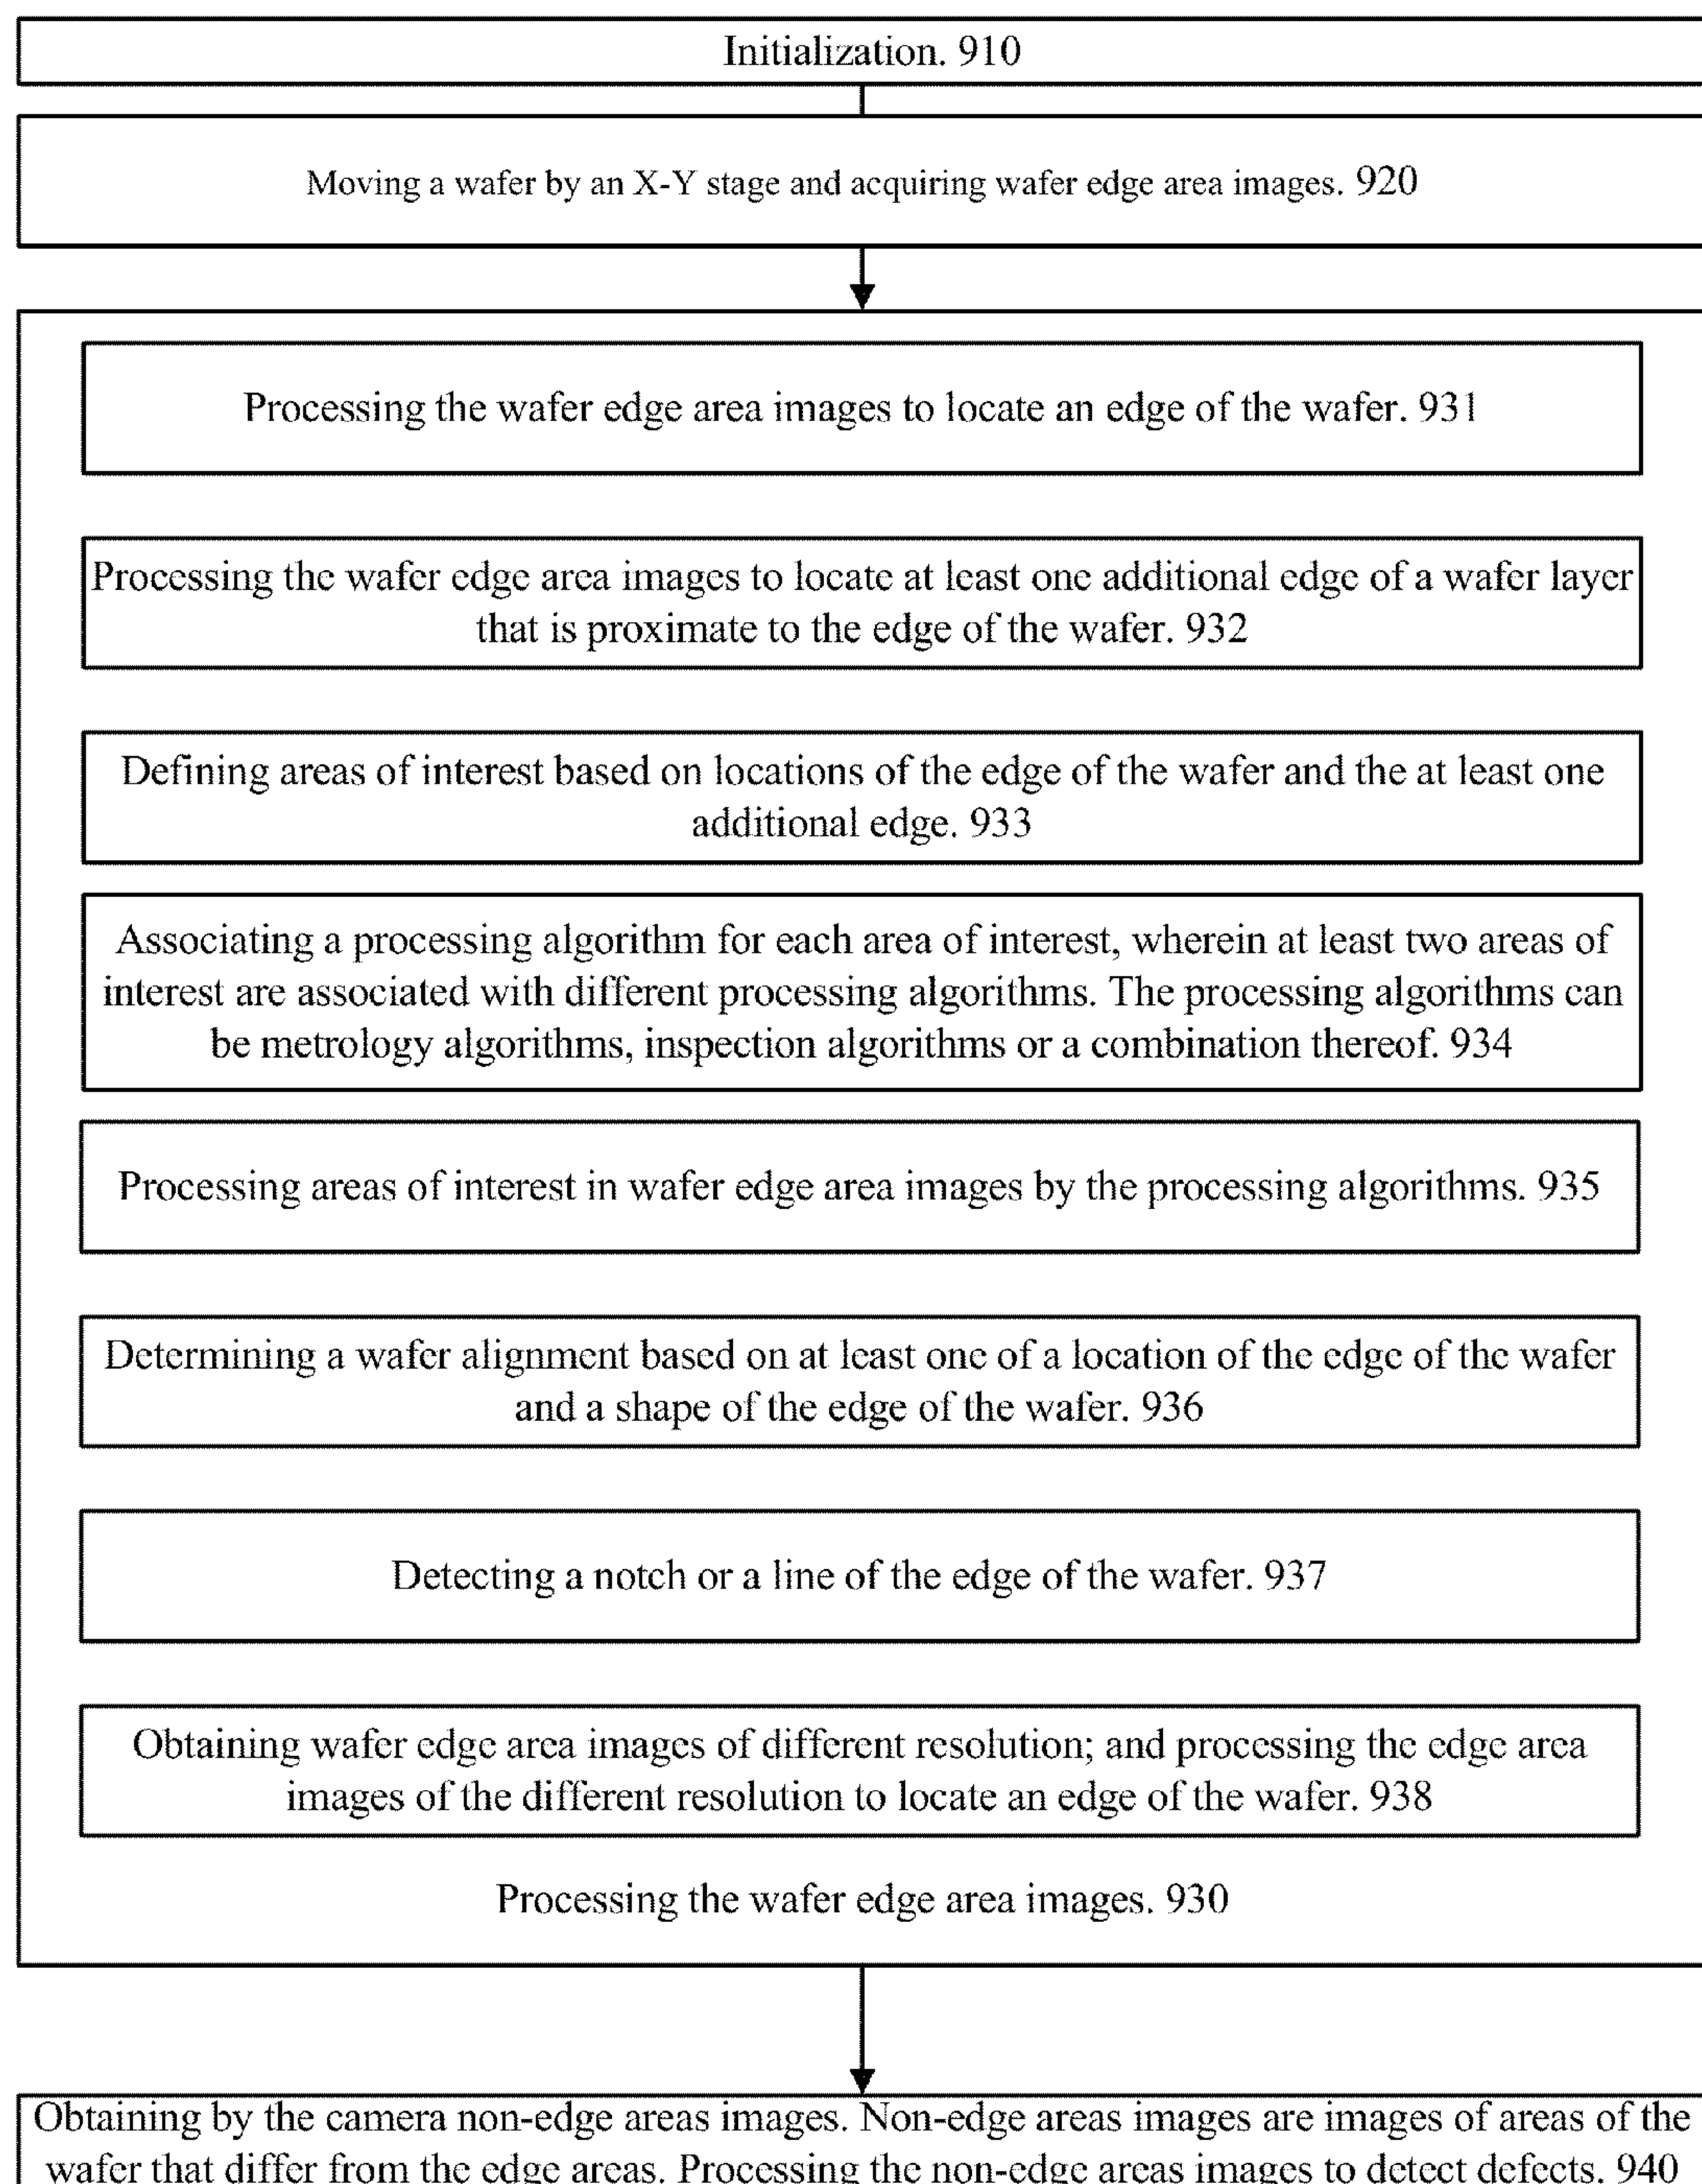 Initialization. 910
Moving a wafer by an X-Y stage and acquiring wafer edge area images. 920
Processing the wafer edge area images to locate an edge of the wafer. 931
Processing the wafer edge area images to locate at least one additional edge of a wafer layer
that is proximate to the edge of the wafer. 932
Defining areas of interest based on locations of the edge of the wafer and the at least one
additional edge. 933
Associating a processing algorithm for each area of interest, wherein at least two areas of
interest are associated with different processing algorithms. The processing algorithms can
be metrology algorithms, inspection algorithms or a combination thereof. 934
Processing areas of interest in wafer edge area images by the processing algorithms. 935
Determining a wafer alignment based on at least one of a location of the edge of the wafer
and a shape of the edge of the wafer. 936
Detecting a notch or a line of the edge of the wafer. 937
Obtaining wafer edge area images of different resolution; and processing the edge area
images of the different resolution to locate an edge of the wafer. 938
Processing the wafer edge area images. 930
Obtaining by the camera non-edge areas images. Non-edge areas images are images of areas of the
wafer that differ from the edge areas. Processing the non-edge areas images to detect defects. 940